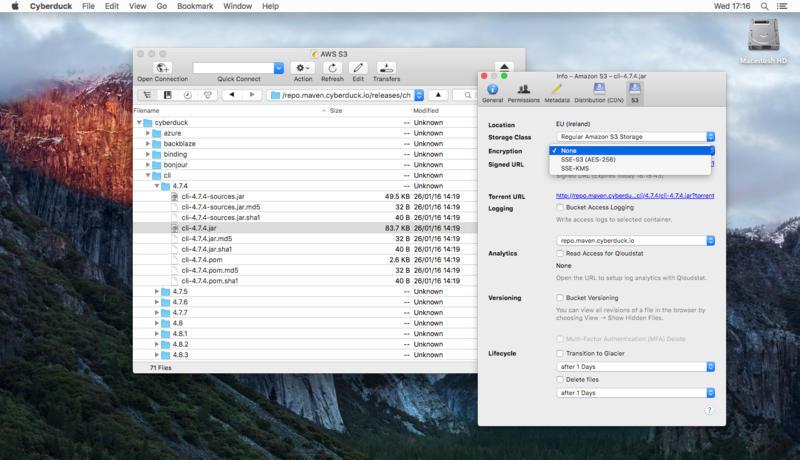 Cyberduck File Edit View Go Bookmark Window Help Wed 17:16
Macintosh HD
AWS S3
Open Connection Quick Connect Action Refresh Edit Transfers
/repo.maven.cyberduck.io/releases/ch
Filename Size Modified
cyberduck -- Unknown
azure -- Unknown
backblaze -- Unknown
binding -- Unknown
bonjour -- Unknown
cli -- Unknown
4.7.4 -- Unknown
cli-4.7.4-sources.jar 49.5 KB 26/01/16 14:19
cli-4.7.4-sources.jar.md5 32 B 26/01/16 14:19
cli-4.7.4-sources.jar.sha1 40 B 26/01/16 14:19
cli-4.7.4.jar 83.7 KB 26/01/16 14:19
cli-4.7.4.jar.md5 32 B 26/01/16 14:19
cli-4.7.4.jar.sha1 40 B 26/01/16 14:19
cli-4.7.4.pom 2.6 KB 26/01/16 14:19
cli-4.7.4.pom.md5 32 B 26/01/16 14:19
cli-4.7.4.pom.sha1 40 B 26/01/16 14:19
4.7.5 -- Unknown
4.7.6 -- Unknown
4.7.7 -- Unknown
4.8 -- Unknown
4.8.1 -- Unknown
4.8.2 -- Unknown
4.8.3 -- Unknown
71 Files
Info – Amazon S3 – cli-4.7.4.jar
General Permissions Metadata Distribution (CDN) S3
Location EU (Ireland)
Storage Class Regular Amazon S3 Storage
Encryption None
SSE-S3 (AES-256)
Signed URL
SSE-KMS
Torrent URL http://repo.maven.cyberdu...cli/4.7.4/cli-4.7.4.jar?torrent
Logging Bucket Access Logging
Write access logs to selected container.
repo.maven.cyberduck.io
Analytics Read Access for Qloudstat
None
Open the URL to setup log analytics with Qloudstat.
Versioning Bucket Versioning
You can view all revisions of a file in the browser by
choosing View → Show Hidden Files.
Multi-Factor Authentication (MFA) Delete
Lifecycle Transition to Glacier
after 1 Days
Delete files
after 1 Days
?